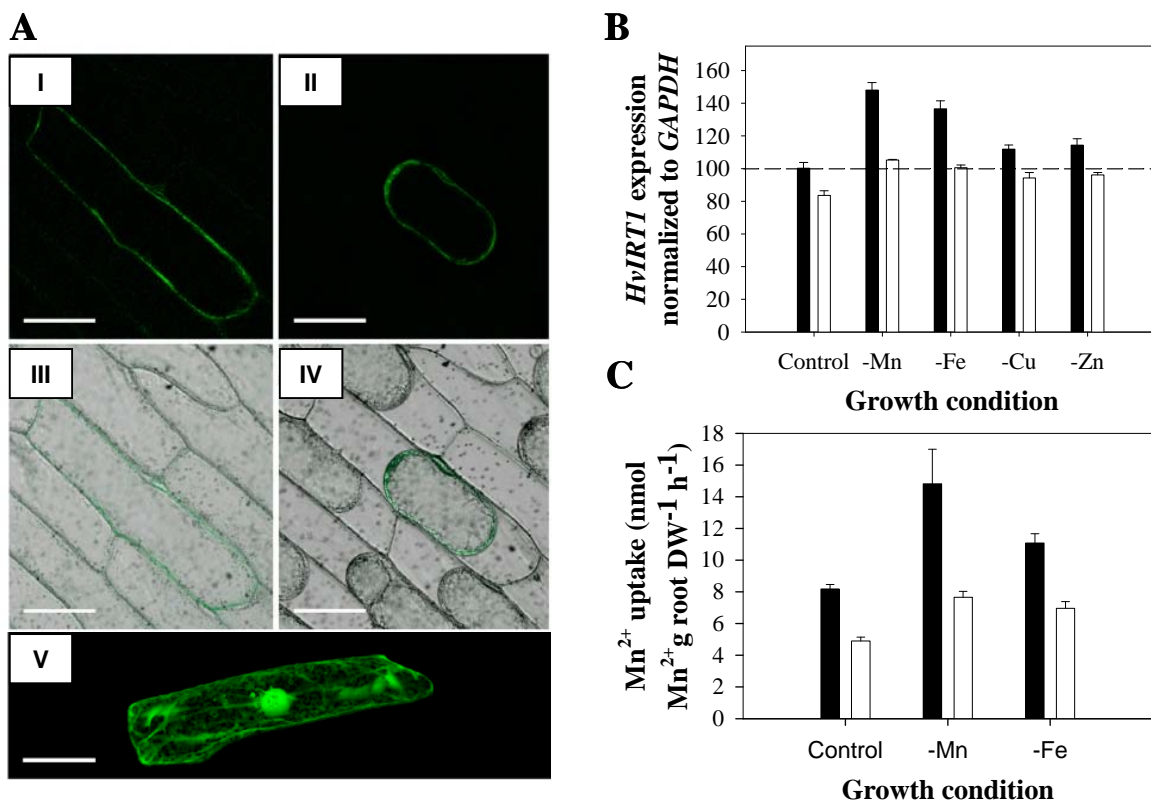 A
I
II
III
IV
V
B
HvIRT1 expression
normalized to GAPDH
160
140
120
100
80
60
40
20
0
Control -Mn -Fe -Cu -Zn
Growth condition
C
Mn²⁺ uptake (nmol
Mn²⁺g root DW⁻¹ h⁻¹)
18
16
14
12
10
8
6
4
2
0
Control -Mn -Fe
Growth condition